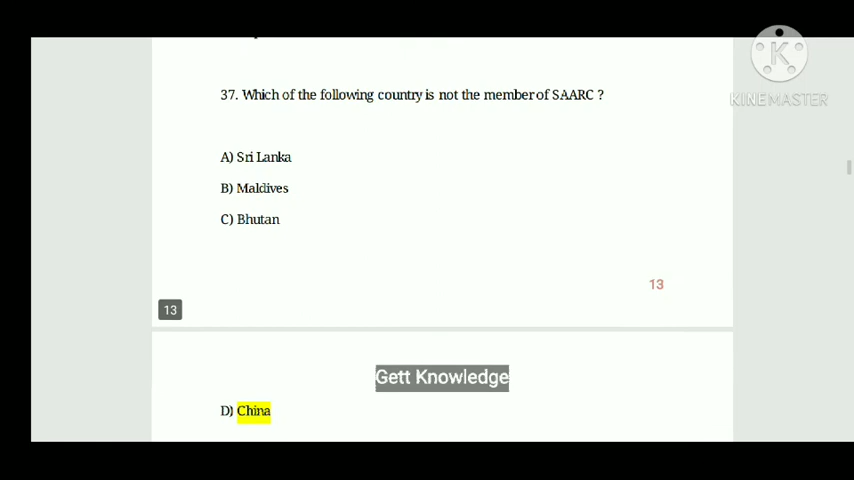 37. Which of the following country is not the member of SAARC ?
K
KINEMASTER
A) Sri Lanka
B) Maldives
C) Bhutan
13
13
Gett Knowledge
D) China